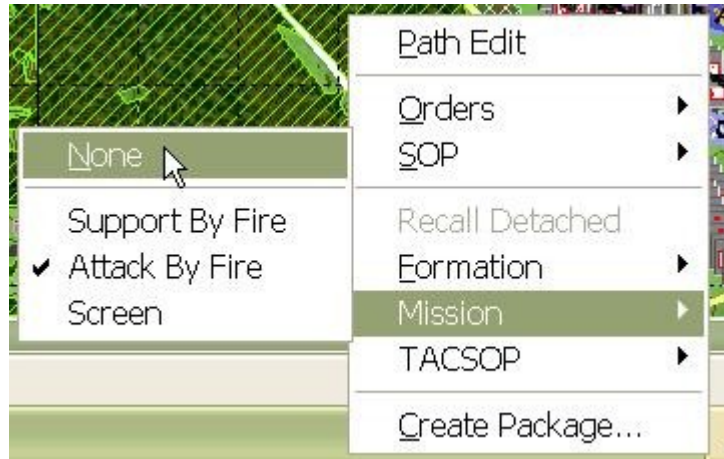 Path Edit
Orders
SOP
Recall Detached
Formation
Mission
TACSOP
Create Package...
None
Support By Fire
Attack By Fire
Screen